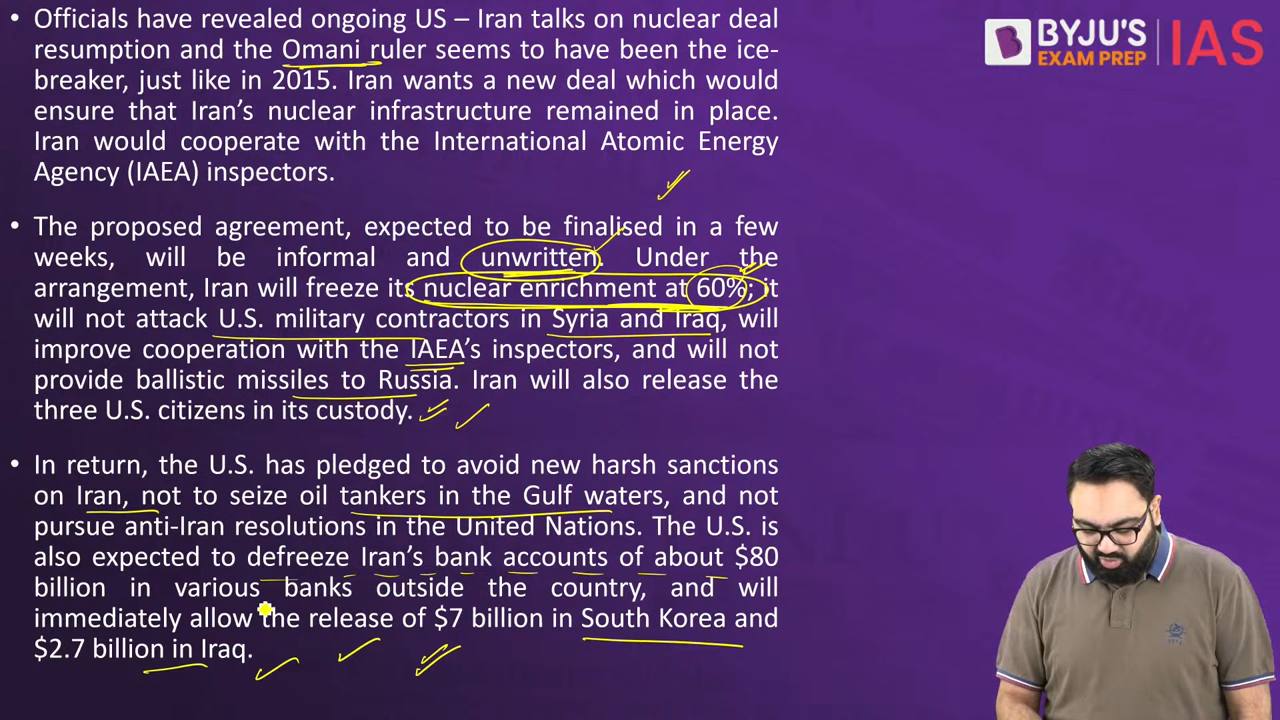 • Officials have revealed ongoing US – Iran talks on nuclear deal
resumption and the Omani ruler seems to have been the ice-
breaker, just like in 2015. Iran wants a new deal which would
ensure that Iran’s nuclear infrastructure remained in place.
Iran would cooperate with the International Atomic Energy
Agency (IAEA) inspectors.
• The proposed agreement, expected to be finalised in a few
weeks, will be informal and unwritten. Under the
arrangement, Iran will freeze its nuclear enrichment at 60%; it
will not attack U.S. military contractors in Syria and Iraq, will
improve cooperation with the IAEA’s inspectors, and will not
provide ballistic missiles to Russia. Iran will also release the
three U.S. citizens in its custody.
• In return, the U.S. has pledged to avoid new harsh sanctions
on Iran, not to seize oil tankers in the Gulf waters, and not
pursue anti-Iran resolutions in the United Nations. The U.S. is
also expected to defreeze Iran’s bank accounts of about $80
billion in various banks outside the country, and will
immediately allow the release of $7 billion in South Korea and
$2.7 billion in Iraq.
BYJU'S
EXAM PREP
IAS